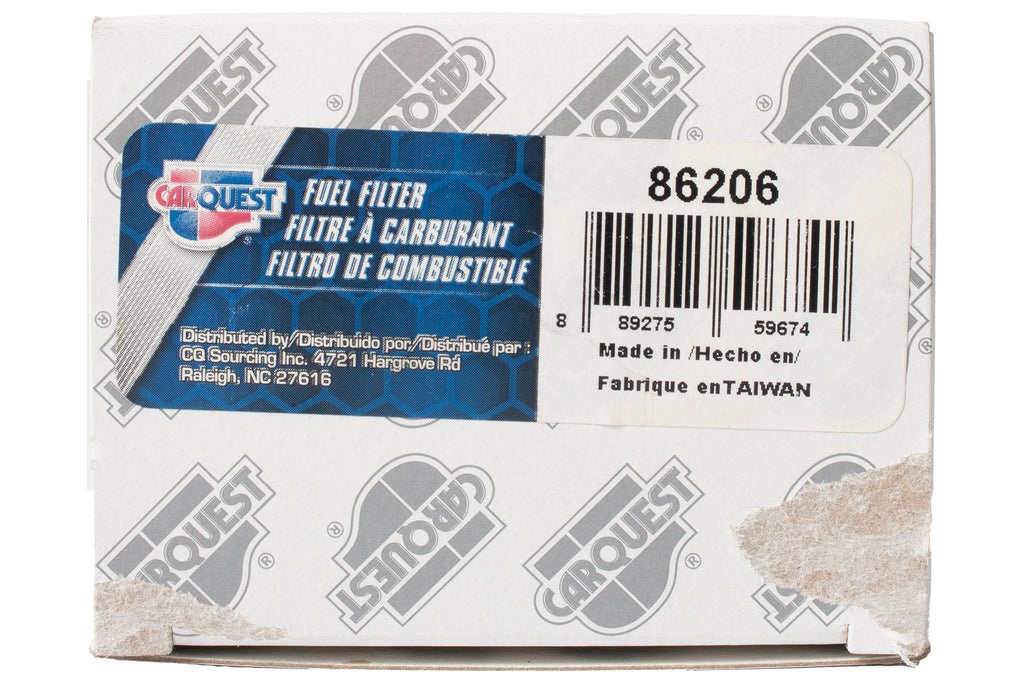 CARQUEST
CARQUEST
CARQUEST
CARQUEST
CARQUEST
FUEL FILTER
FILTRE À CARBURANT
FILTRO DE COMBUSTIBLE
Distributed by/Distribuido por/Distribué par :
CQ Sourcing Inc. 4721 Hargrove Rd
Raleigh, NC 27616
86206
8 89275 59674
Made in /Hecho en/
Fabrique enTAIWAN
CARQUEST ®
CARQUEST ®
CARQUEST ®
CARQUEST